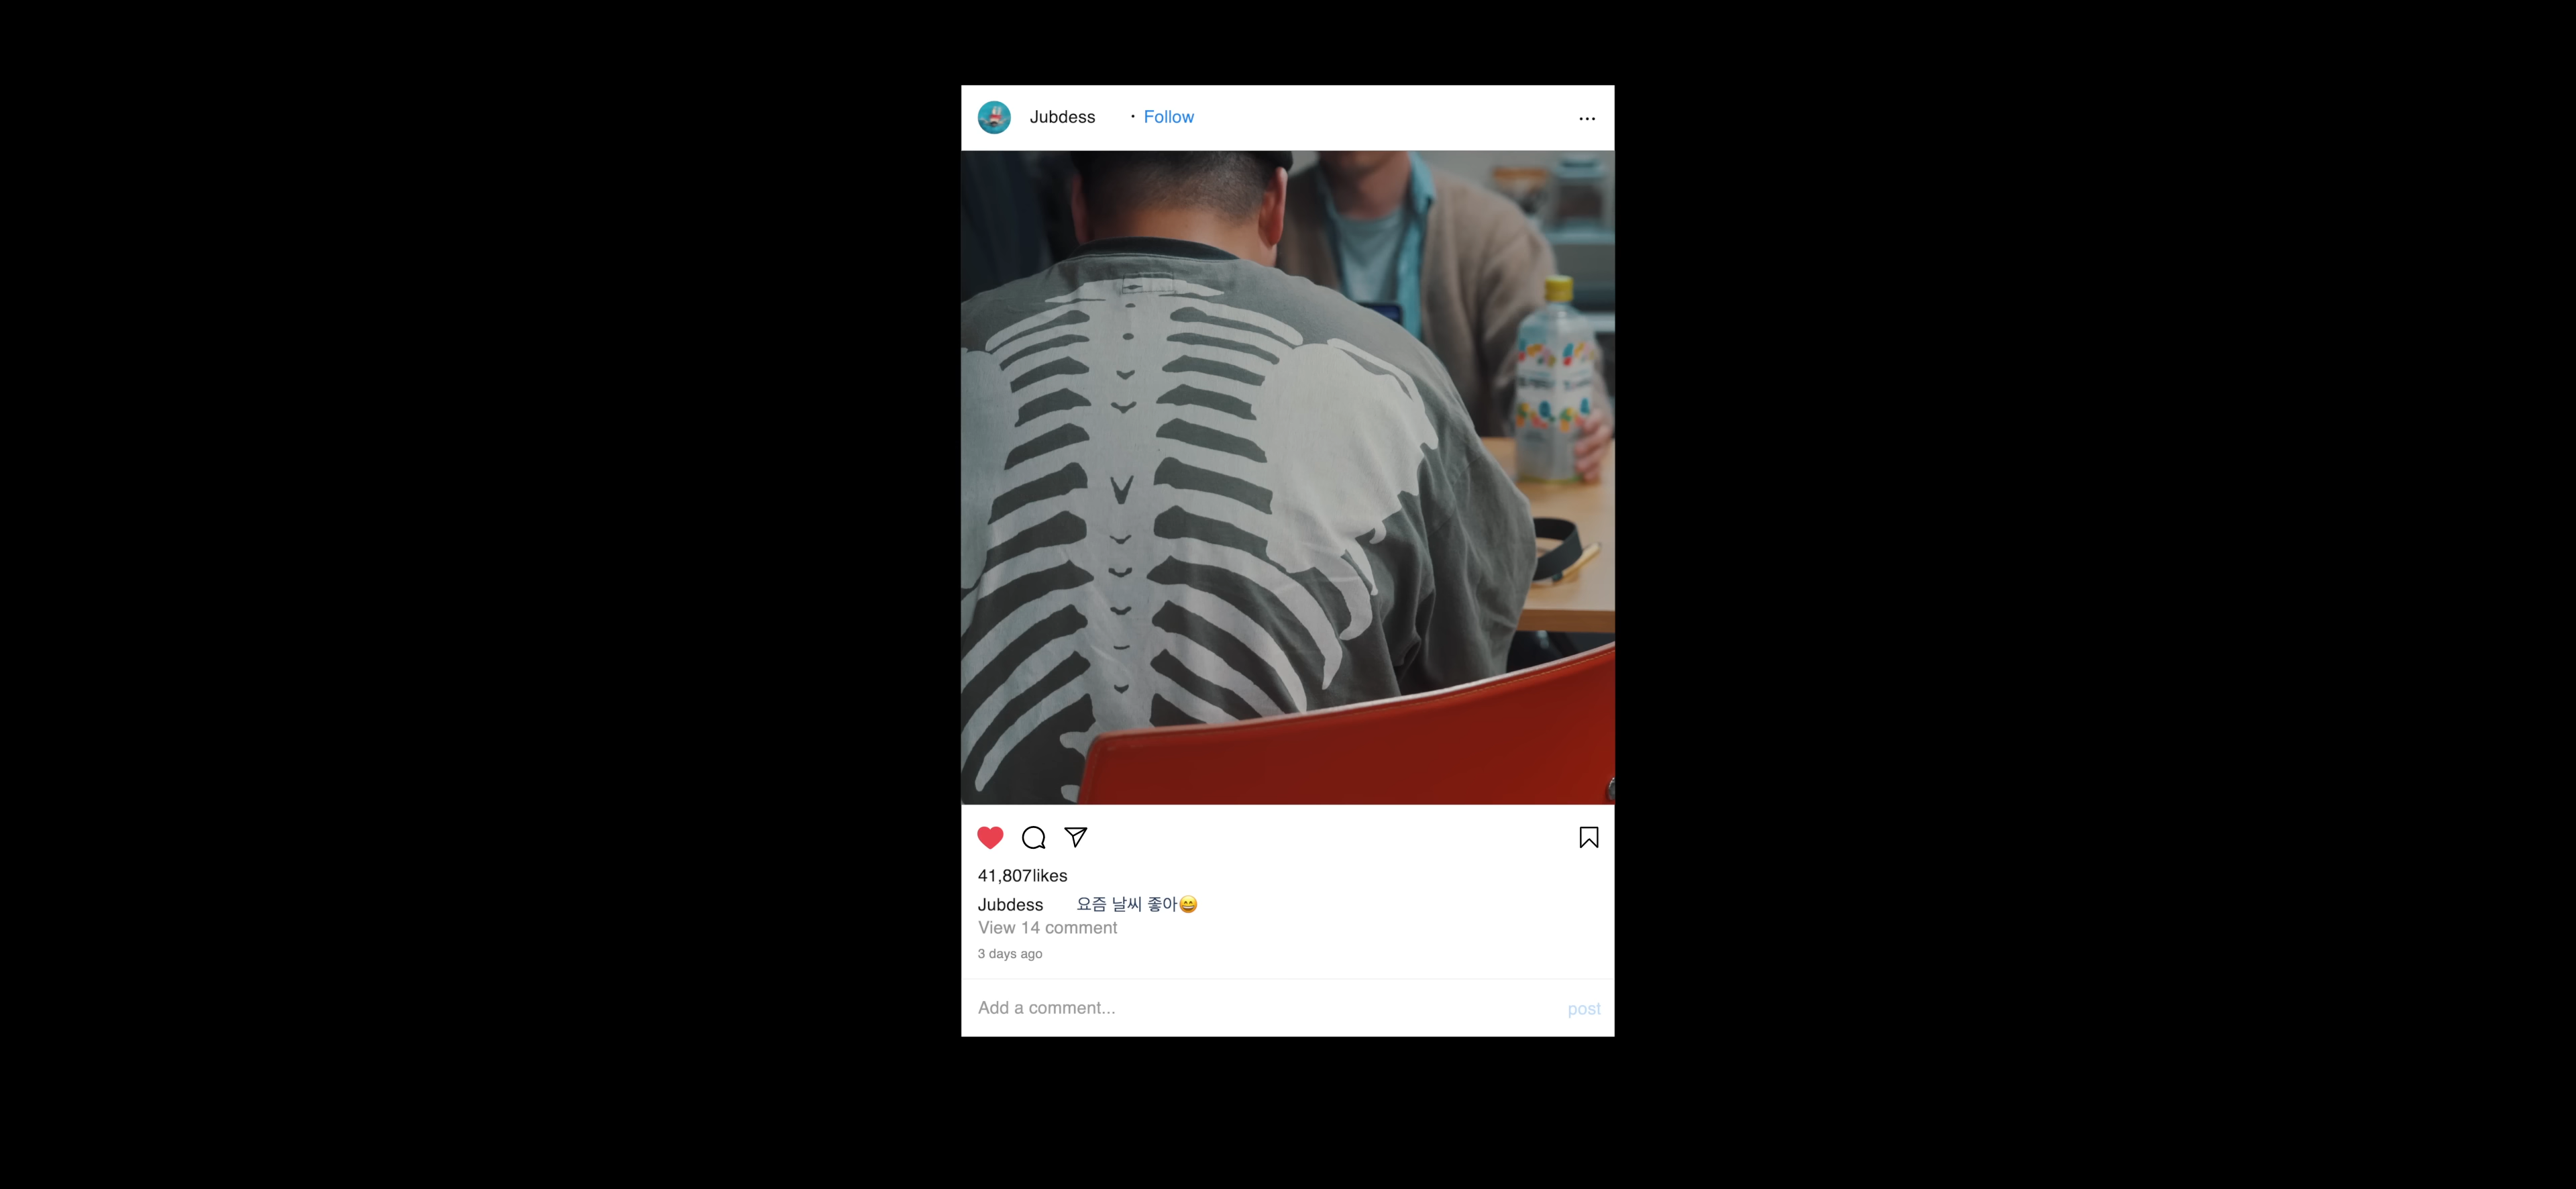 Jubdess · Follow
41,807likes
Jubdess 요즘 날씨 좋아😄
View 14 comment
3 days ago
Add a comment... post